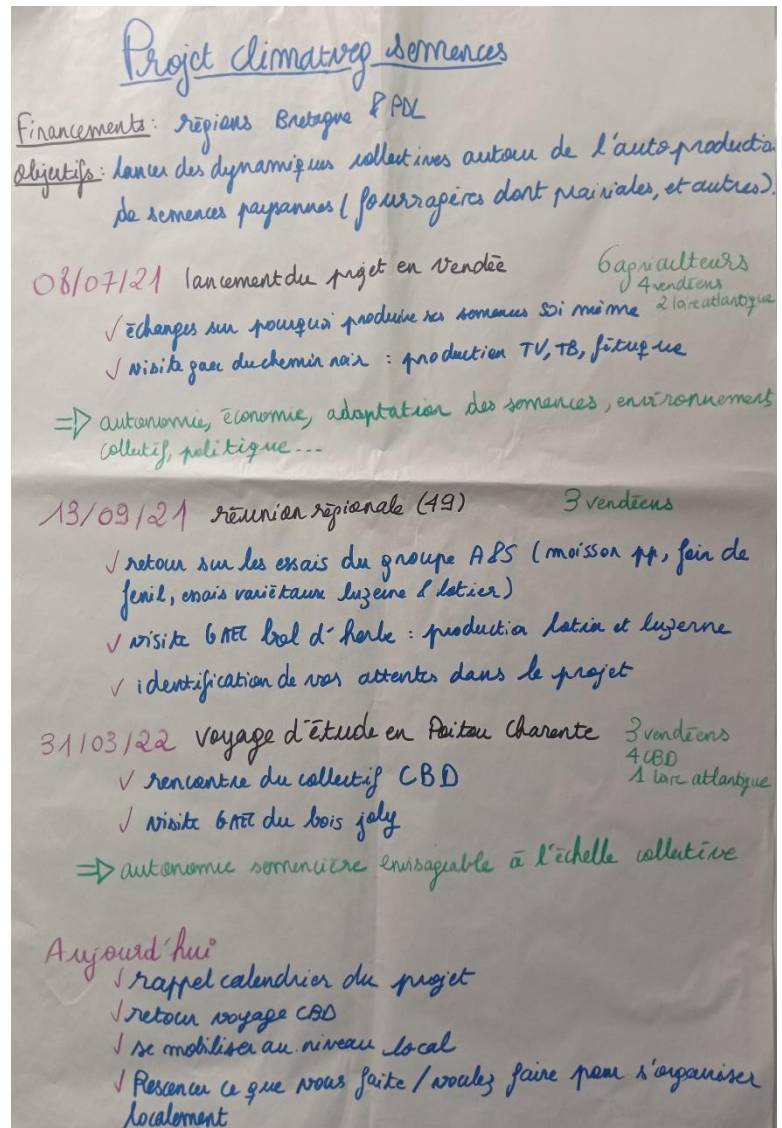 Projet climatveg semences
Financements: régions Bretagne & PDL
Objectifs: lancer des dynamiques collectives autour de l'autoproductio
de semences paysannes (fourragères dont prairiales, et autres).
08/07/21 lancement du projet en Vendée 6 agriculteurs
4 vendéens
2 loire atlantique
✓ échanges sur pourquoi produire ses semences soi même
✓ visite gaec du chemin noir : production TV, TB, fétuque
⇒ autonomie, économie, adaptation des semences, environnement,
collectif, politique...
13/09/21 réunion régionale (49) 3 vendéens
✓ retour sur les essais du groupe A&S (moisson pp, foin de
fenil, essais variétaux luzerne & lotier)
✓ visite GAEC bol d'herbe : production lotier et luzerne
✓ identification de vos attentes dans le projet
31/03/22 voyage d'étude en Poitou Charente 3 vendéens
4 CBD
1 loire atlantique
✓ rencontre du collectif CBD
✓ visite GAEC du bois joly
⇒ autonomie semencière envisageable à l'échelle collective
Aujourd'hui
✓ rappel calendrier du projet
✓ retour voyage CBD
✓ se mobiliser au niveau local
✓ Rescencer ce que vous faite / voulez faire pour s'organiser
localement